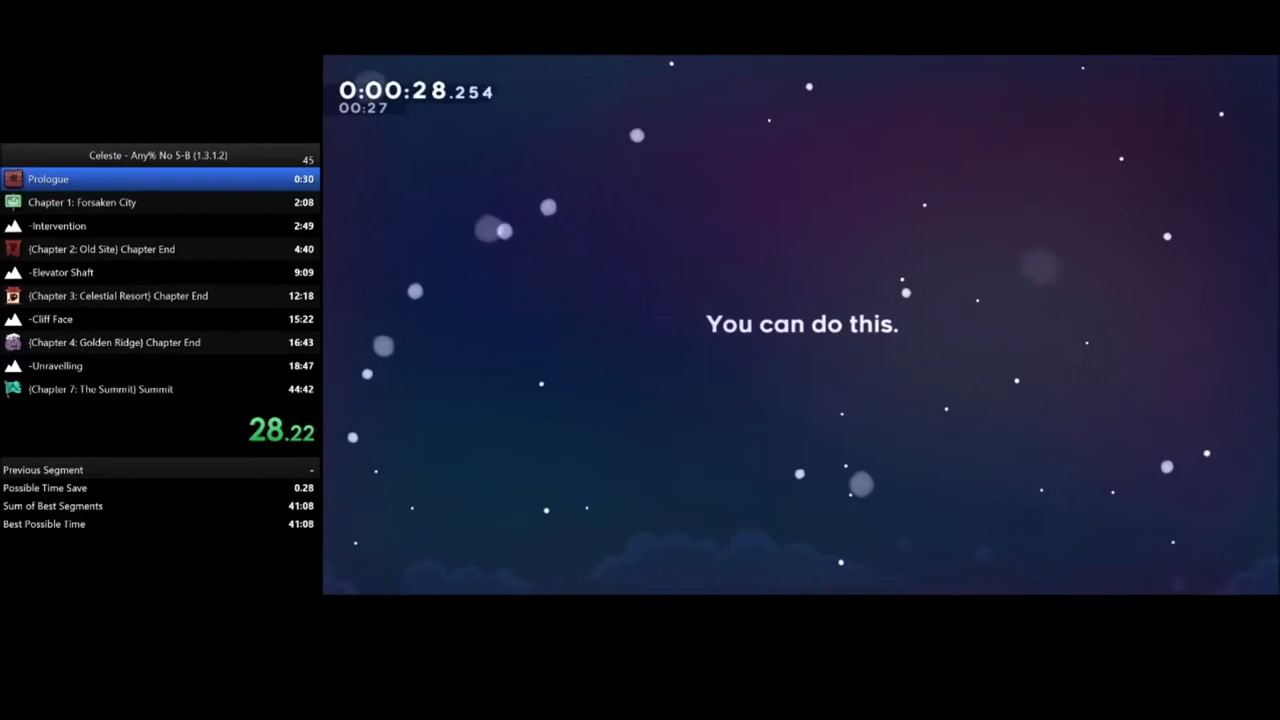 Celeste - Any% No 5-B (1.3.1.2)
45
Prologue 0:30
Chapter 1: Forsaken City 2:08
-Intervention 2:49
{Chapter 2: Old Site} Chapter End 4:40
-Elevator Shaft 9:09
{Chapter 3: Celestial Resort} Chapter End 12:18
-Cliff Face 15:22
{Chapter 4: Golden Ridge} Chapter End 16:43
-Unravelling 18:47
{Chapter 7: The Summit} Summit 44:42
28.22
Previous Segment -
Possible Time Save 0.28
Sum of Best Segments 41:08
Best Possible Time 41:08
0:00:28.254
00:27
You can do this.